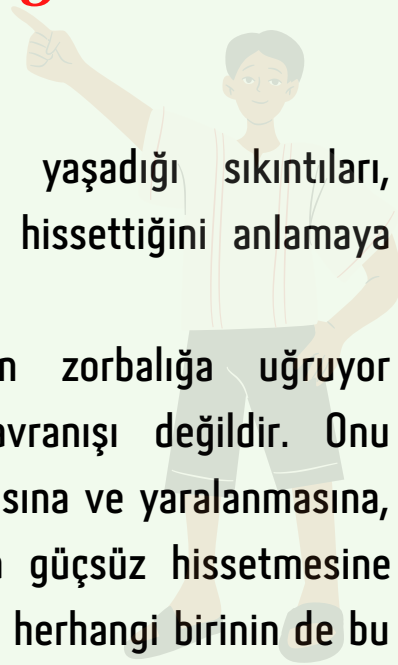 yaşadığı sıkıntıları,
hissettiğini anlamaya
zorbalığa uğruyor
değildir. Onu
ve yaralanmasına,
güçsüz hissetmesine
herhangi birinin de bu